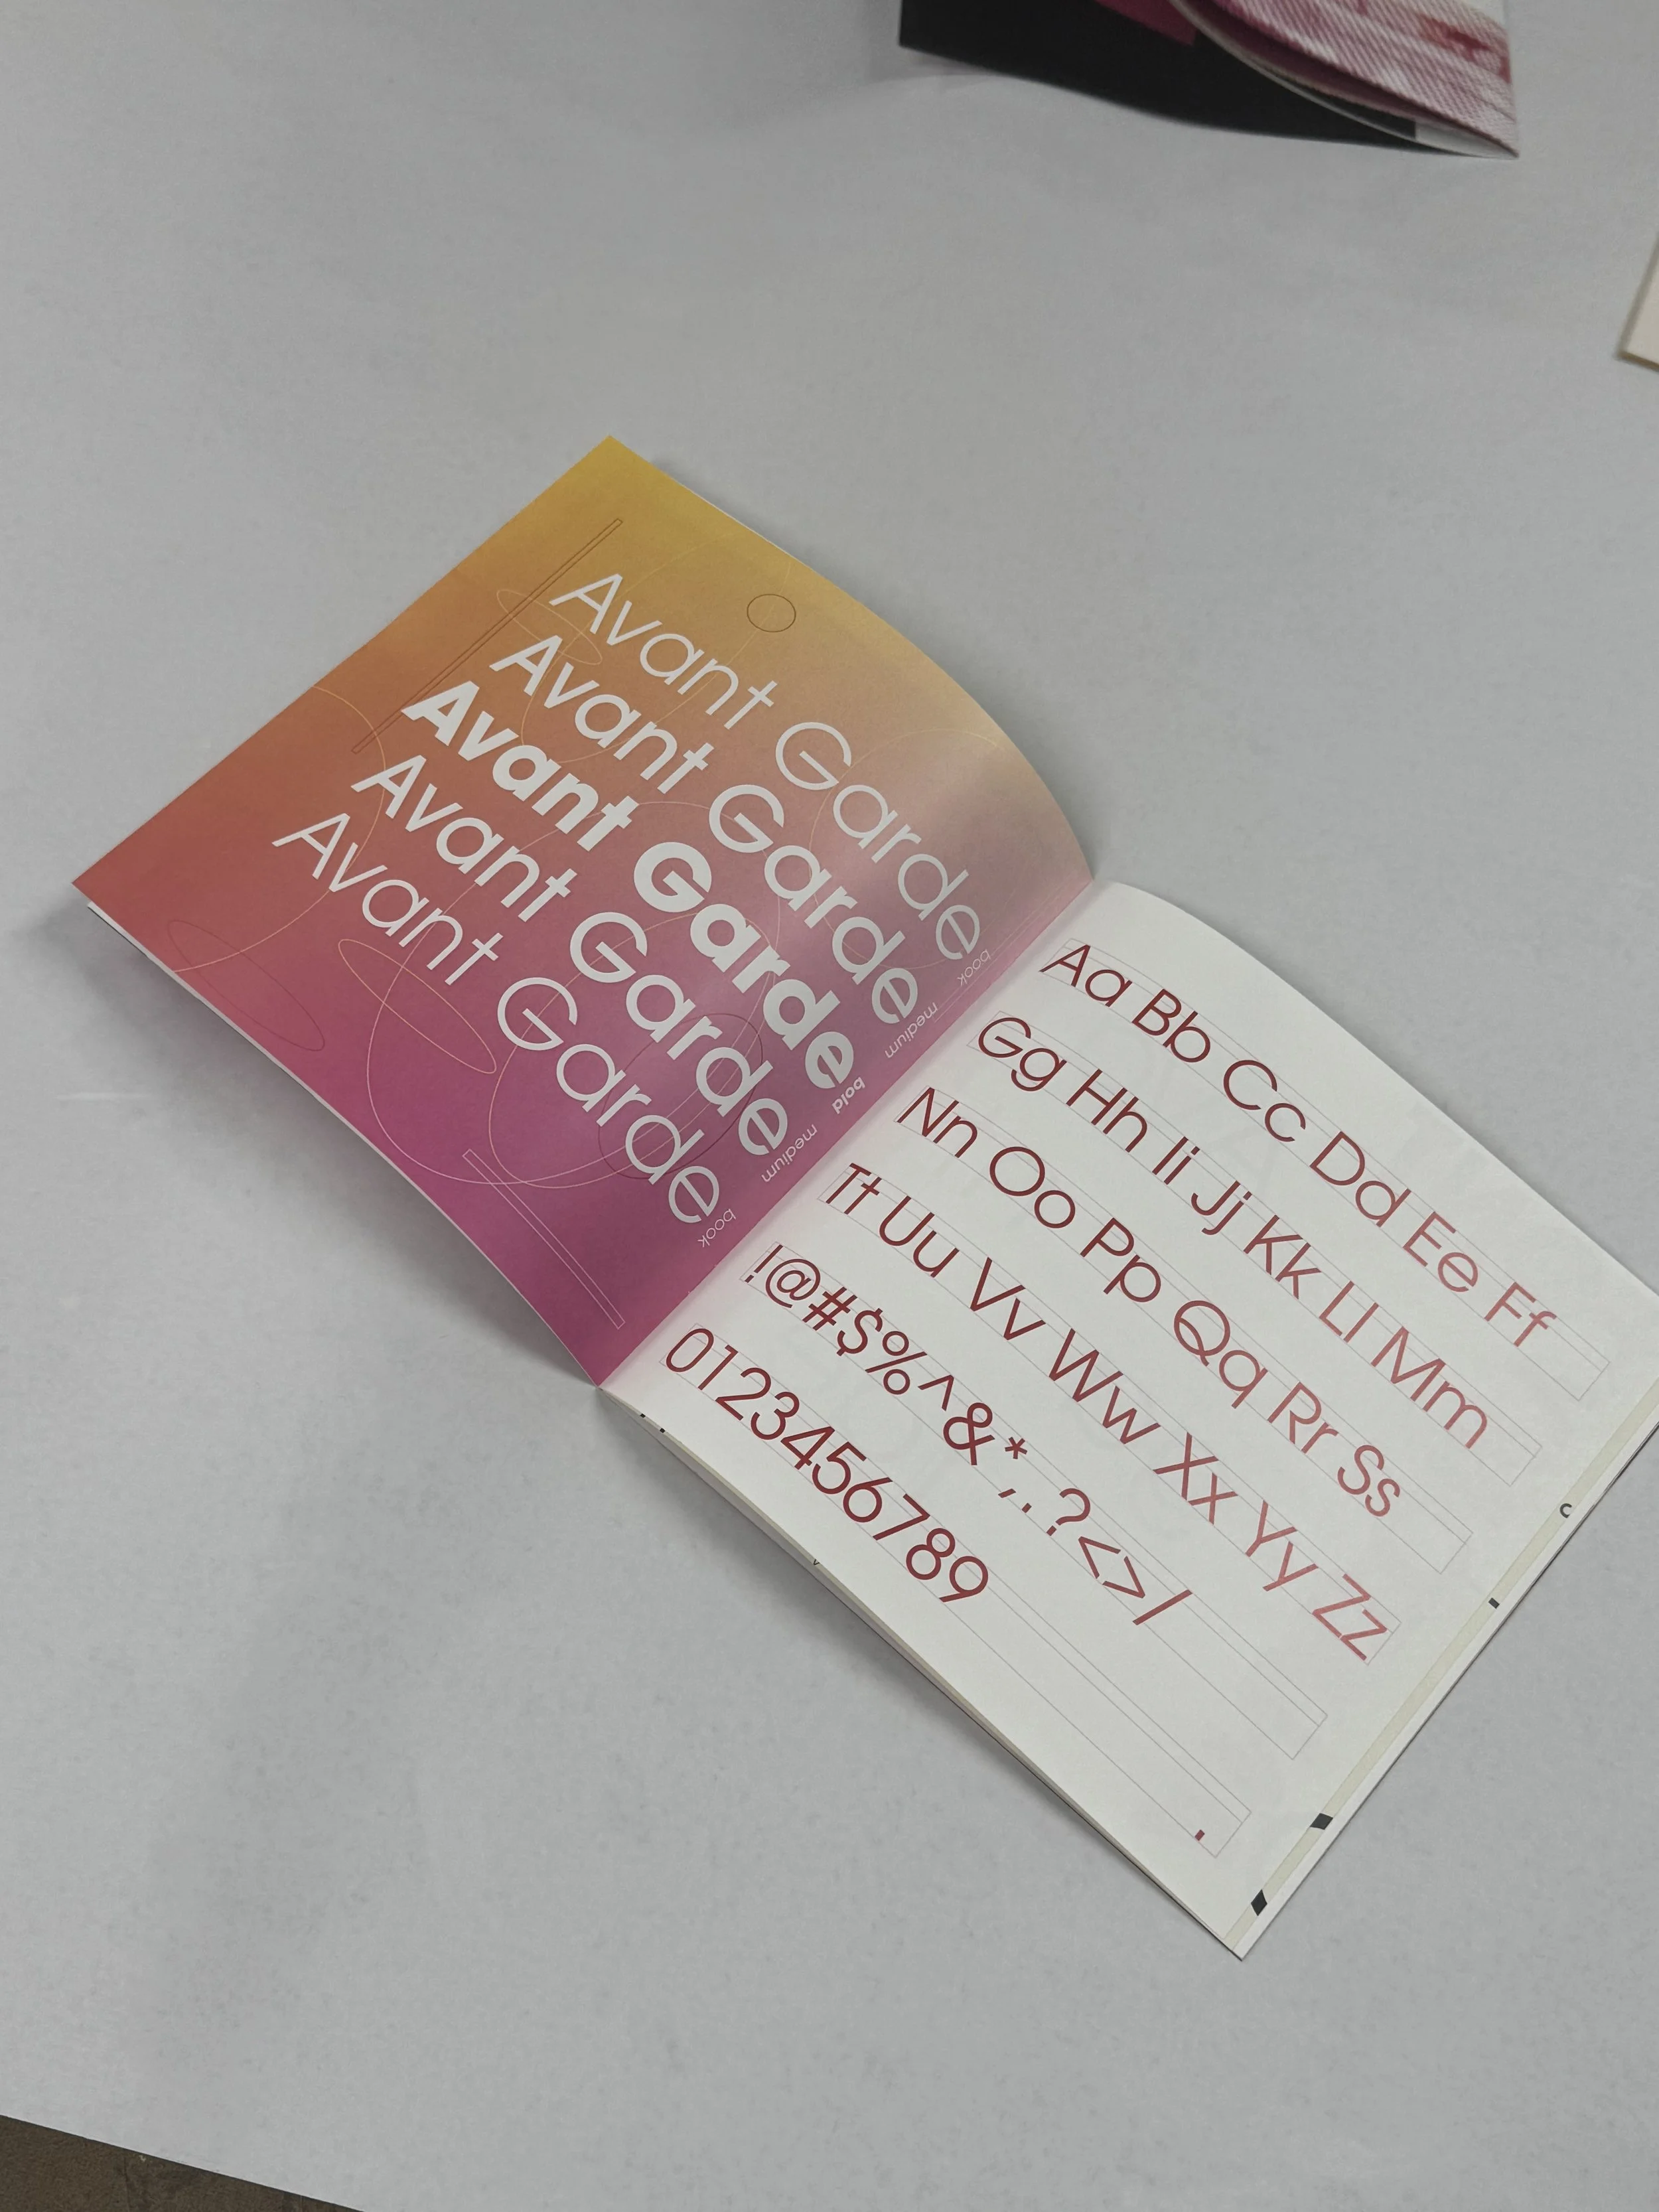 Avant Garde book
Avant Garde medium
Avant Garde bold
Avant Garde medium
Avant Garde book
Aa Bb Cc Dd Ee Ff
Gg Hh Ii Jj Kk Ll Mm
Nn Oo Pp Qq Rr Ss
Tt Uu Vv Ww Xx Yy Zz
!@#$%^&*,.?<>/
0123456789